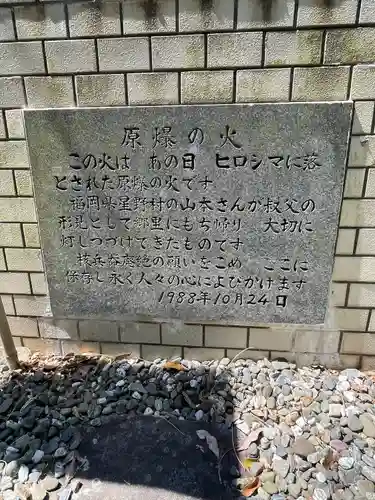 原爆の火
この火は あの日 ヒロシマに落
とされた原爆の火です
福岡県星野村の山本さんが叔父の
形見として郷里にもち帰り 大切に
灯しつづけてきたものです
核兵器廃絶の願いをこめ ここに
保存し永く人々の心によびかけます
1988年10月24日